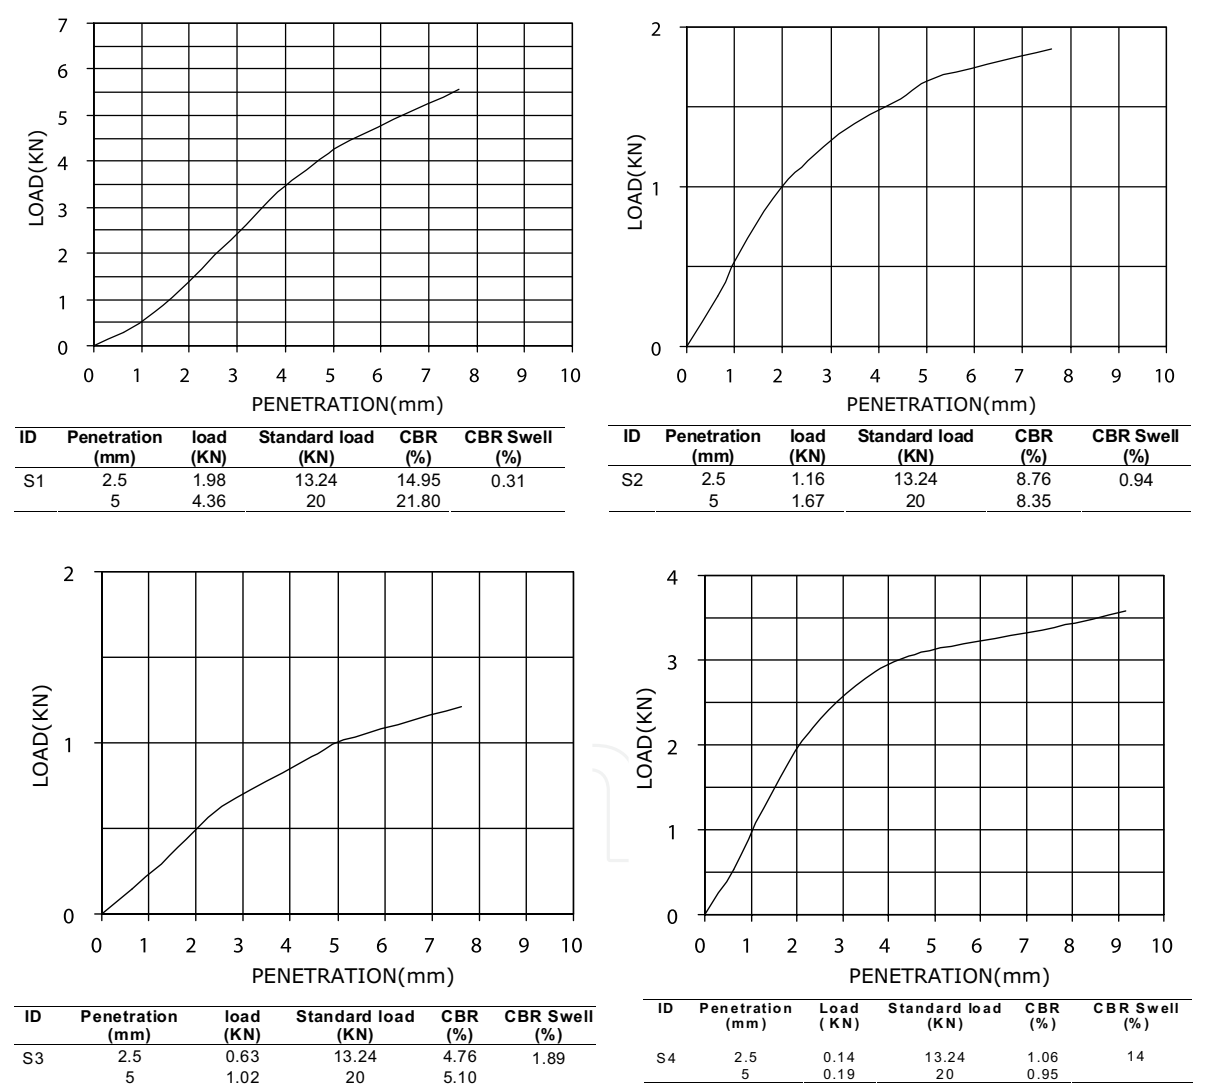 7
6
5
4
3
2
1
0
LOAD(KN)
0 1 2 3 4 5 6 7 8 9 10
PENETRATION(mm)
ID Penetration load Standard load CBR CBR Swell
(mm) (KN) (KN) (%) (%)
S1 2.5 1.98 13.24 14.95 0.31
5 4.36 20 21.80
2
1
0
LOAD(KN)
0 1 2 3 4 5 6 7 8 9 10
PENETRATION(mm)
ID Penetration load Standard load CBR CBR Swell
(mm) (KN) (KN) (%) (%)
S2 2.5 1.16 13.24 8.76 0.94
5 1.67 20 8.35
2
1
0
LOAD(KN)
0 1 2 3 4 5 6 7 8 9 10
PENETRATION(mm)
ID Penetration load Standard load CBR CBR Swell
(mm) (KN) (KN) (%) (%)
S3 2.5 0.63 13.24 4.76 1.89
5 1.02 20 5.10
4
3
2
1
0
LOAD(KN)
0 1 2 3 4 5 6 7 8 9 10
PENETRATION(mm)
ID Penetration Load Standard load CBR CBR Swell
(mm) (KN) (KN) (%) (%)
S4 2.5 0.14 13.24 1.06 14
5 0.19 20 0.95